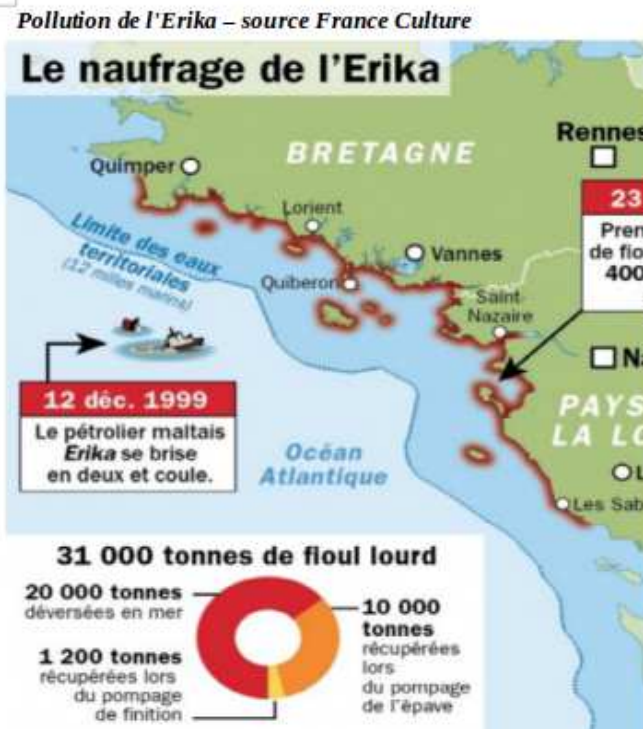 Pollution de l'Erika – source France Culture
Le naufrage de l'Erika
BRETAGNE
Rennes
Quimper
Lorient
Vannes
Quiberon
Saint-
Nazaire
Limite des eaux
territoriales
(12 milles marins)
23
de
400
12 déc. 1999
Le pétrolier maltais
Erika se brise
en deux et coule.
Océan
Atlantique
PAYS
LA
Les
31 000 tonnes de fioul lourd
20 000 tonnes
déversées en mer
10 000
tonnes
récupérées
lors
du pompage
de l'épave
1 200 tonnes
récupérées lors
du pompage
de finition